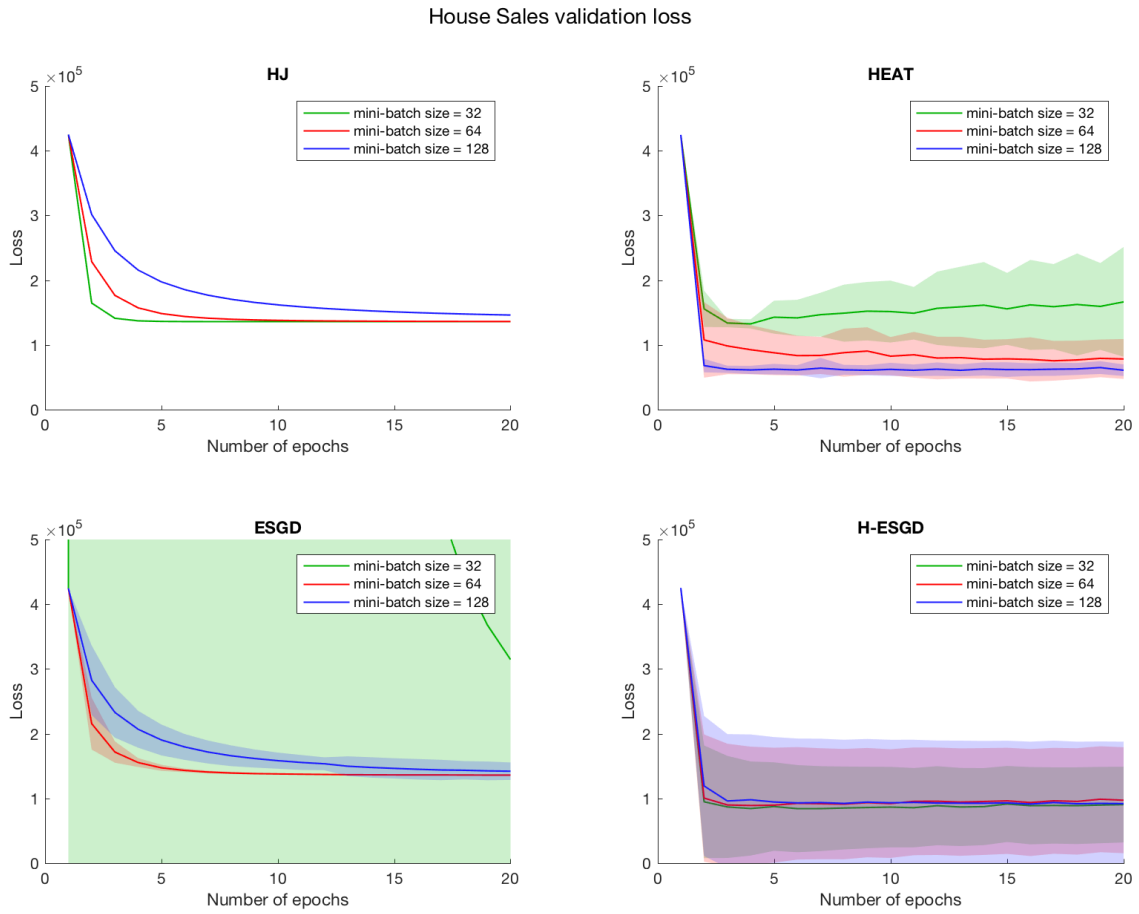 House Sales validation loss
HJ
×10^5
5
4
3
2
1
0
Loss
0 5 10 15 20
Number of epochs
mini-batch size = 32
mini-batch size = 64
mini-batch size = 128
HEAT
×10^5
5
4
3
2
1
0
Loss
0 5 10 15 20
Number of epochs
mini-batch size = 32
mini-batch size = 64
mini-batch size = 128
ESGD
×10^5
5
4
3
2
1
0
Loss
0 5 10 15 20
Number of epochs
mini-batch size = 32
mini-batch size = 64
mini-batch size = 128
H-ESGD
×10^5
5
4
3
2
1
0
Loss
0 5 10 15 20
Number of epochs
mini-batch size = 32
mini-batch size = 64
mini-batch size = 128